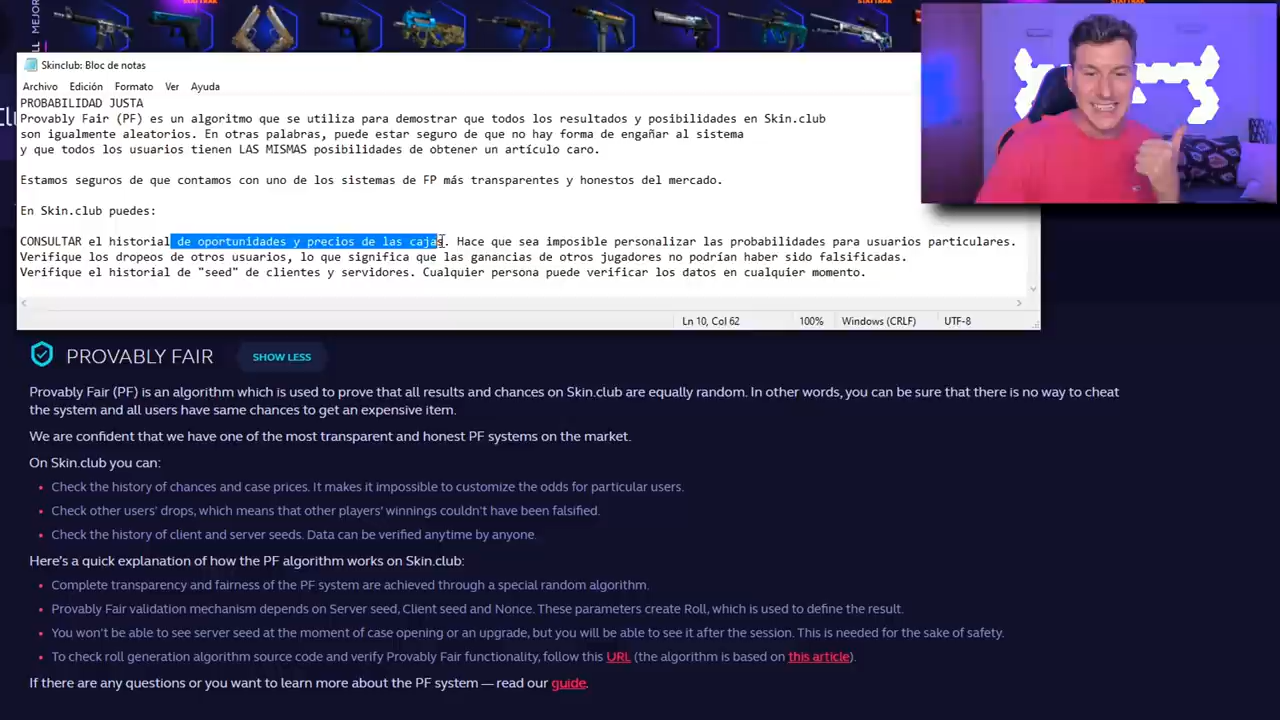 STATTRAK
STATTRAK
MEJOR
LL
Skinclub: Bloc de notas
Archivo Edición Formato Ver Ayuda
PROBABILIDAD JUSTA
Provably Fair (PF) es un algoritmo que se utiliza para demostrar que todos los resultados y posibilidades en Skin.club
son igualmente aleatorios. En otras palabras, puede estar seguro de que no hay forma de engañar al sistema
y que todos los usuarios tienen LAS MISMAS posibilidades de obtener un artículo caro.
Estamos seguros de que contamos con uno de los sistemas de FP más transparentes y honestos del mercado.
En Skin.club puedes:
CONSULTAR el historial de oportunidades y precios de las cajas. Hace que sea imposible personalizar las probabilidades para usuarios particulares.
Verifique los dropeos de otros usuarios, lo que significa que las ganancias de otros jugadores no podrían haber sido falsificadas.
Verifique el historial de "seed" de clientes y servidores. Cualquier persona puede verificar los datos en cualquier momento.
Ln 10, Col 62 100% Windows (CRLF) UTF-8
PROVABLY FAIR SHOW LESS
Provably Fair (PF) is an algorithm which is used to prove that all results and chances on Skin.club are equally random. In other words, you can be sure that there is no way to cheat
the system and all users have same chances to get an expensive item.
We are confident that we have one of the most transparent and honest PF systems on the market.
On Skin.club you can:
• Check the history of chances and case prices. It makes it impossible to customize the odds for particular users.
• Check other users' drops, which means that other players' winnings couldn't have been falsified.
• Check the history of client and server seeds. Data can be verified anytime by anyone.
Here's a quick explanation of how the PF algorithm works on Skin.club:
• Complete transparency and fairness of the PF system are achieved through a special random algorithm.
• Provably Fair validation mechanism depends on Server seed, Client seed and Nonce. These parameters create Roll, which is used to define the result.
• You won't be able to see server seed at the moment of case opening or an upgrade, but you will be able to see it after the session. This is needed for the sake of safety.
• To check roll generation algorithm source code and verify Provably Fair functionality, follow this URL (the algorithm is based on this article).
If there are any questions or you want to learn more about the PF system — read our guide.